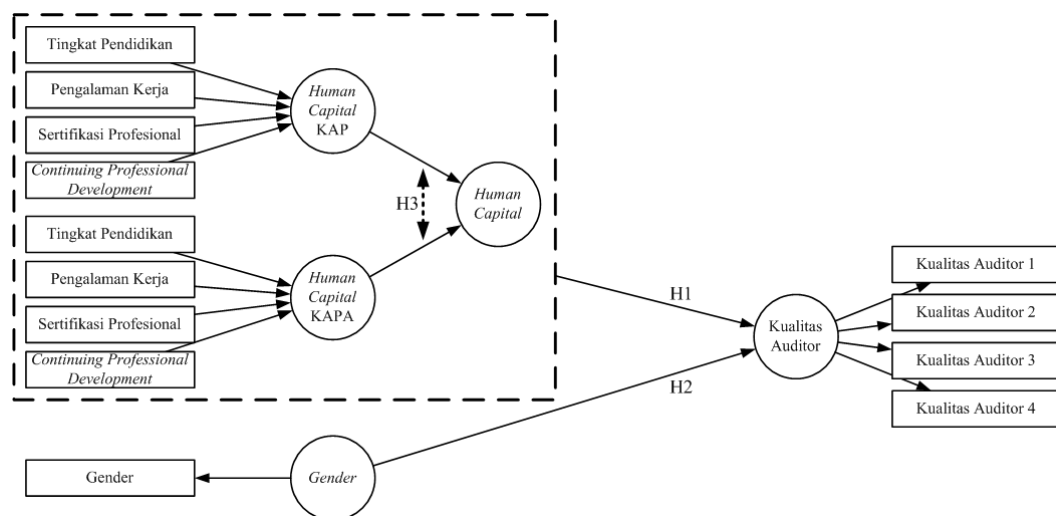 Tingkat Pendidikan
Pengalaman Kerja
Sertifikasi Profesional
Continuing Professional
Development
Human
Capital
KAP
H3
Human
Capital
Tingkat Pendidikan
Pengalaman Kerja
Sertifikasi Profesional
Continuing Professional
Development
Human
Capital
KAPA
H1
H2
Kualitas
Auditor
Kualitas Auditor 1
Kualitas Auditor 2
Kualitas Auditor 3
Kualitas Auditor 4
Gender
Gender